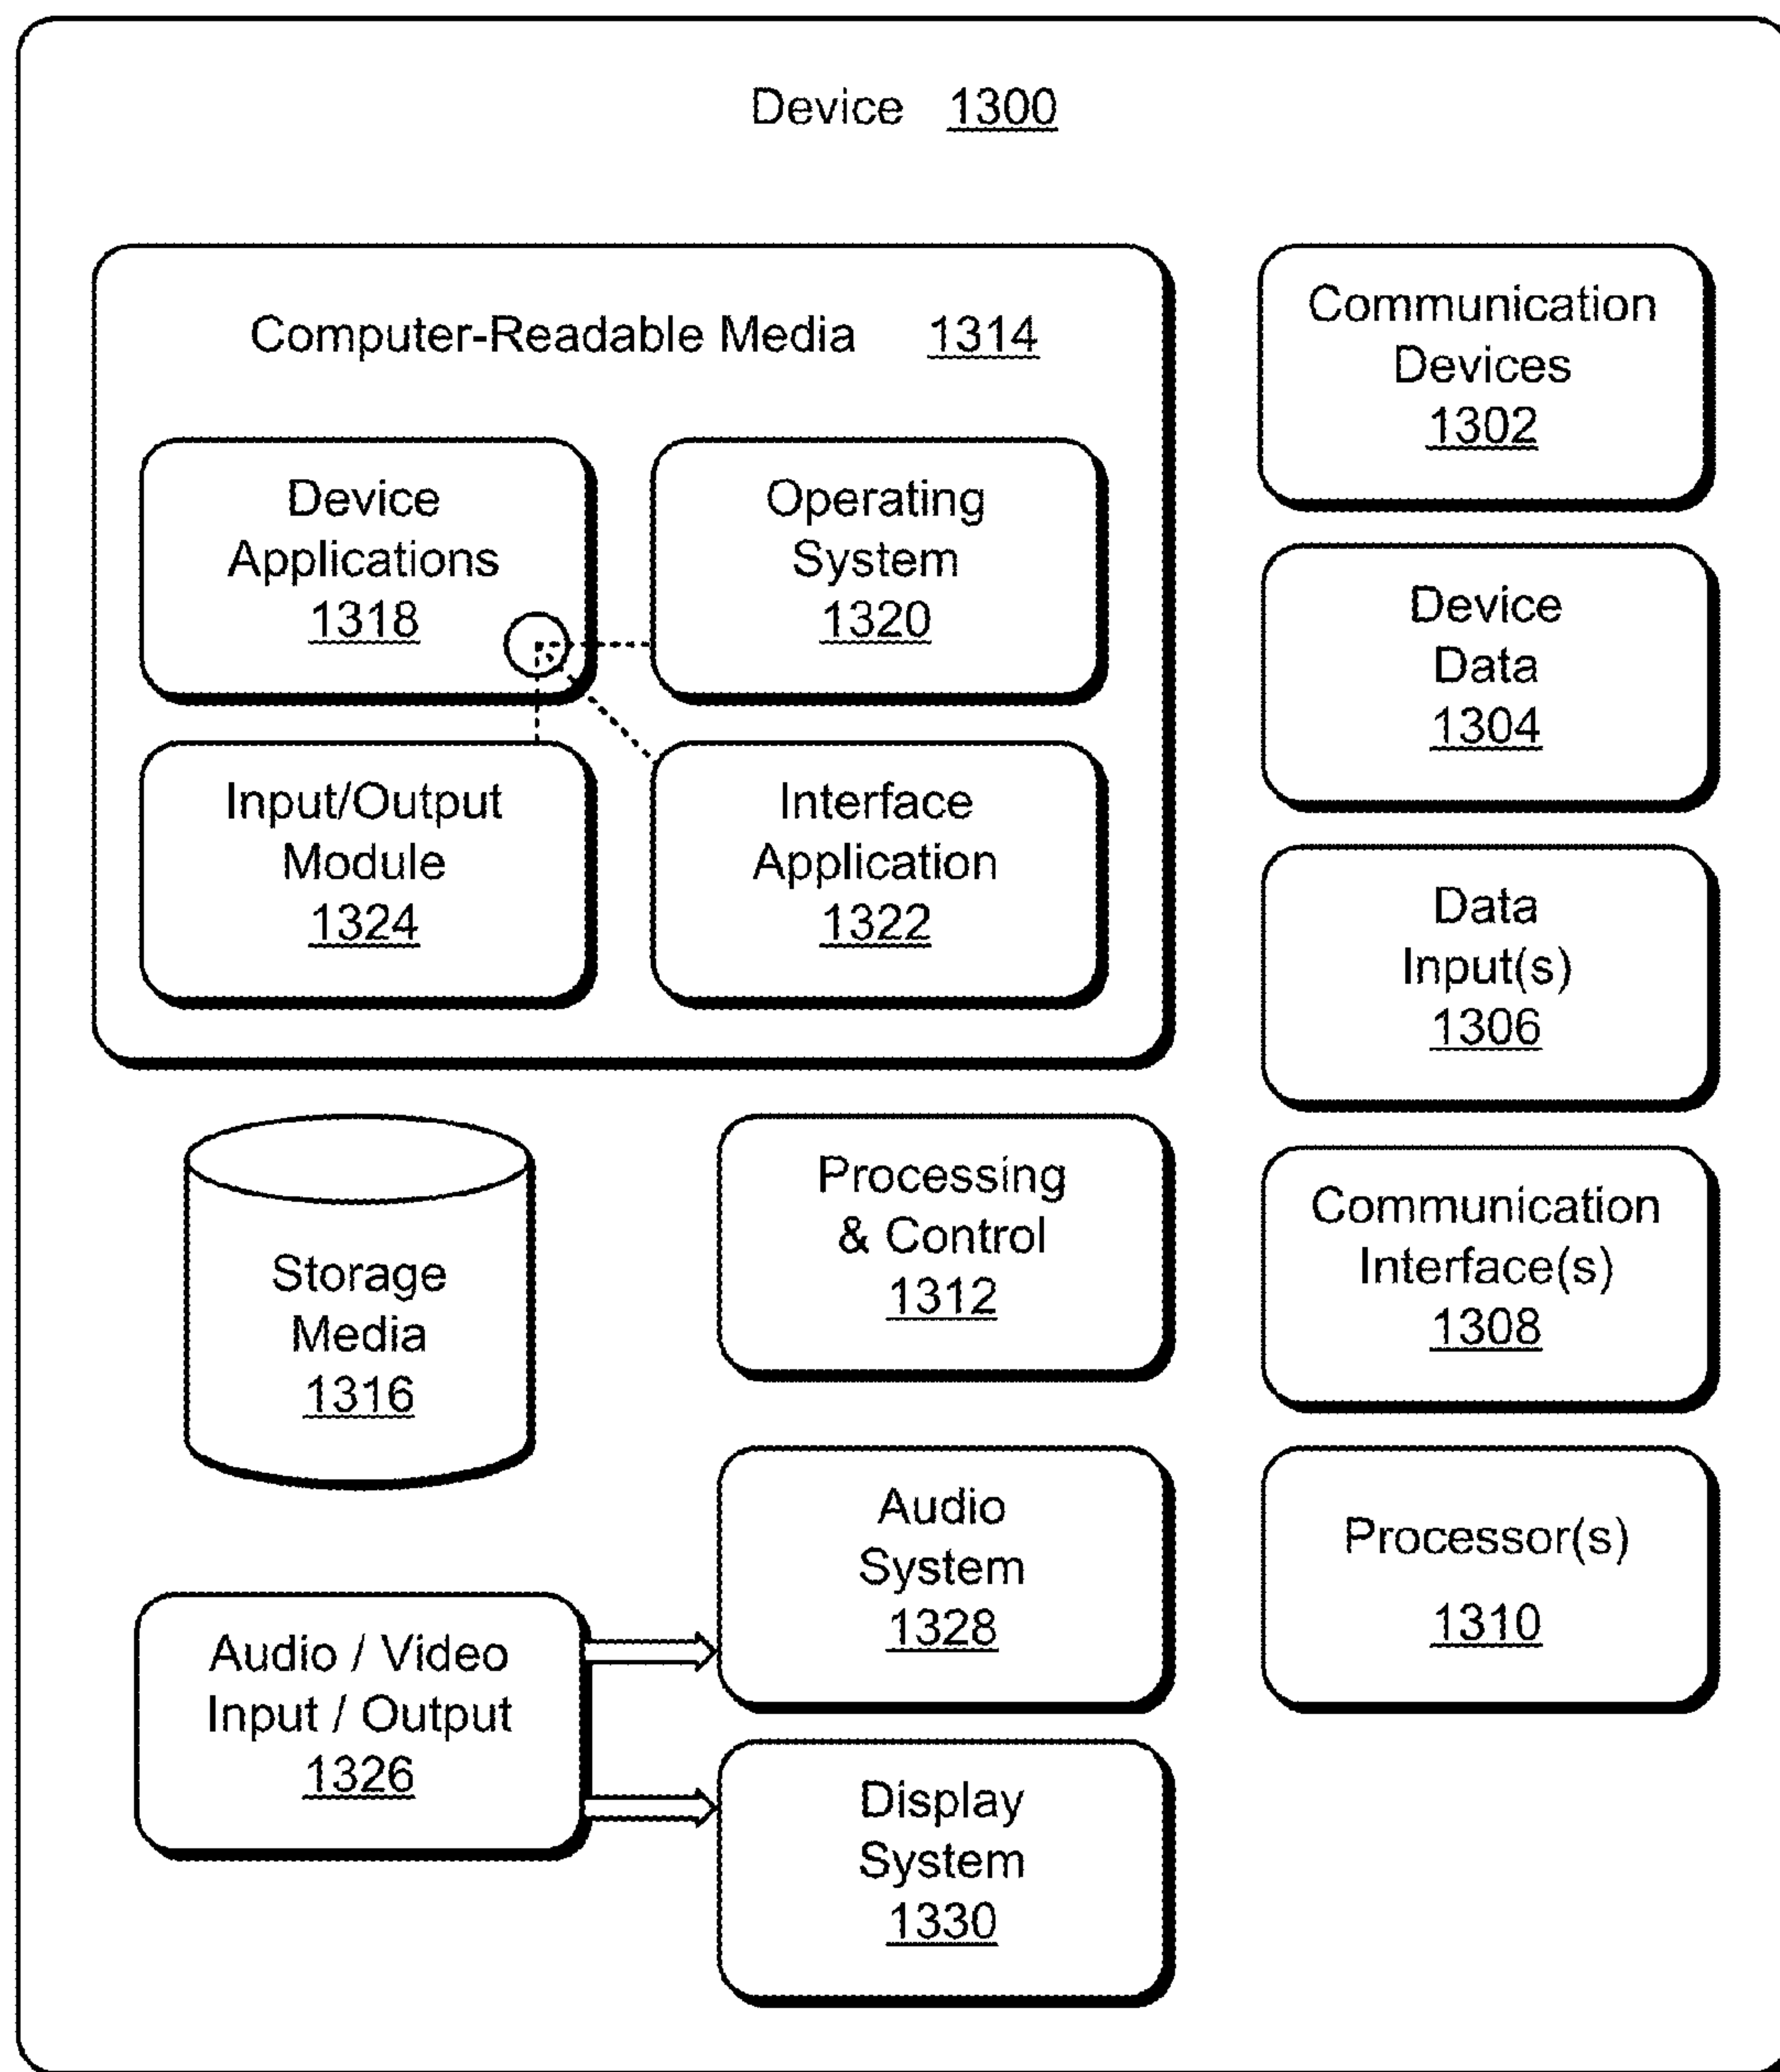 Device 1300
Computer-Readable Media 1314
Device
Applications
1318
Operating
System
1320
Input/Output
Module
1324
Interface
Application
1322
Storage
Media
1316
Processing
& Control
1312
Audio / Video
Input / Output
1326
Audio
System
1328
Display
System
1330
Communication
Devices
1302
Device
Data
1304
Data
Input(s)
1306
Communication
Interface(s)
1308
Processor(s)
1310